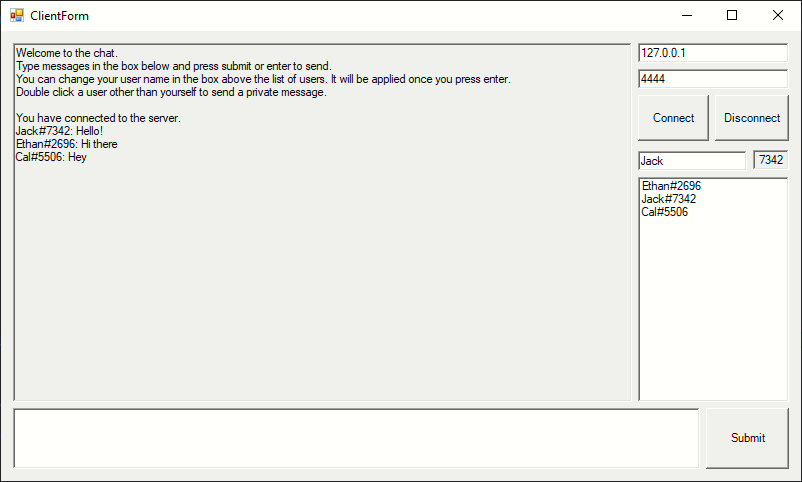 ClientForm
Welcome to the chat.
Type messages in the box below and press submit or enter to send.
You can change your user name in the box above the list of users. It will be applied once you press enter.
Double click a user other than yourself to send a private message.
You have connected to the server.
Jack#7342: Hello!
Ethan#2696: Hi there
Cal#5506: Hey
127.0.0.1
4444
Connect Disconnect
Jack 7342
Ethan#2696
Jack#7342
Cal#5506
Submit